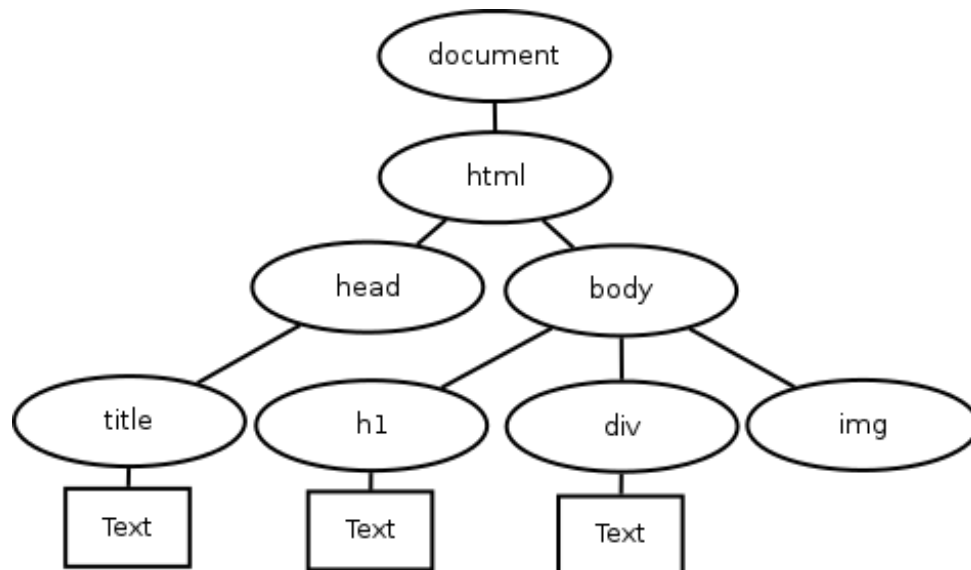 document
html
head
body
title
h1
div
img
Text
Text
Text